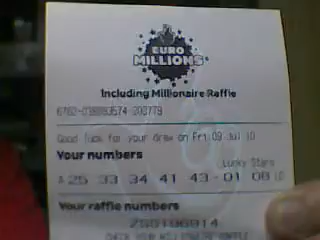 EURO
MILLIONS
Including Millionaire Raffle
Good luck for your draw on Fri 09 Jul 10
Your numbers
Lucky Stars
A 25 33 34 41 43 - 01 08 LD
Your raffle numbers